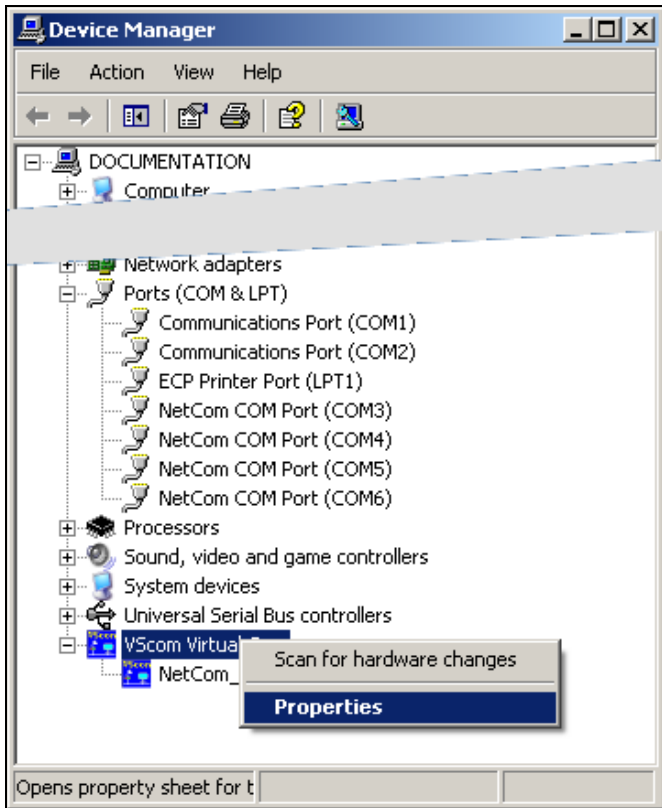 Device Manager
File Action View Help
DOCUMENTATION
Computer
Network adapters
Ports (COM & LPT)
Communications Port (COM1)
Communications Port (COM2)
ECP Printer Port (LPT1)
NetCom COM Port (COM3)
NetCom COM Port (COM4)
NetCom COM Port (COM5)
NetCom COM Port (COM6)
Processors
Sound, video and game controllers
System devices
Universal Serial Bus controllers
VScom Virtual
Scan for hardware changes
NetCom_
Properties
Opens property sheet for t